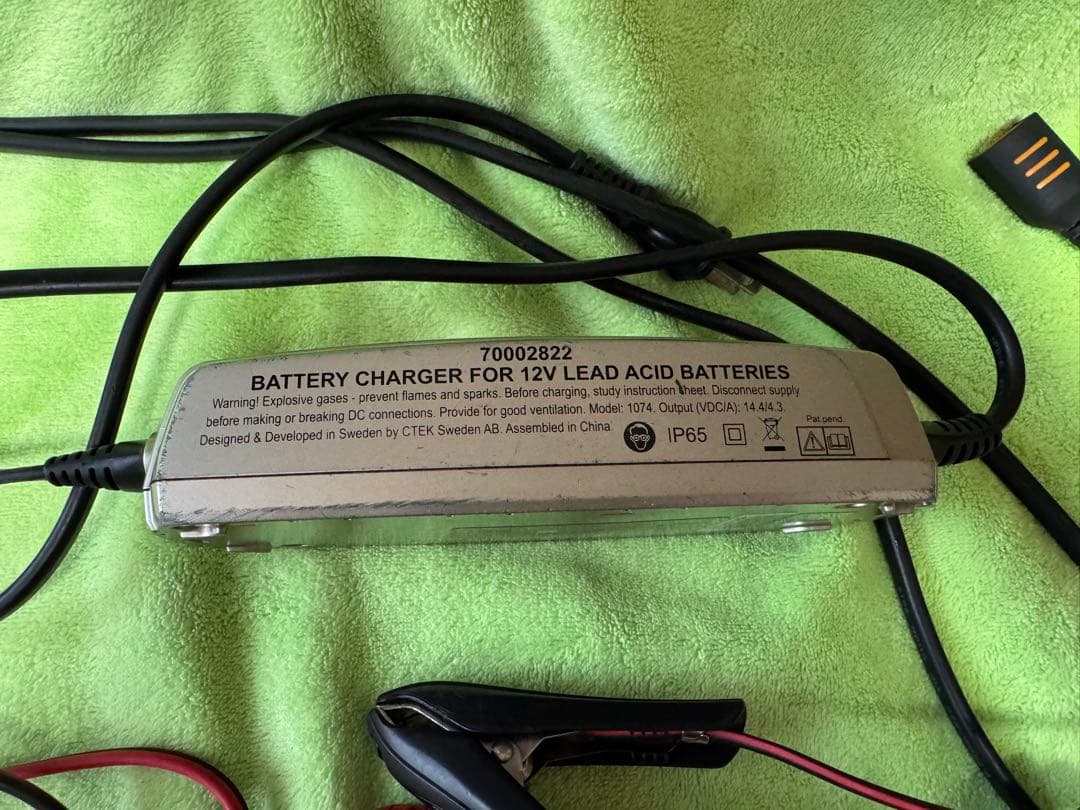 70002822
BATTERY CHARGER FOR 12V LEAD ACID BATTERIES
Warning! Explosive gases - prevent flames and sparks. Before charging, study instruction sheet. Disconnect supply
before making or breaking DC connections. Provide for good ventilation. Model: 1074. Output (VDC/A): 14.4/4.3.
Designed & Developed in Sweden by CTEK Sweden AB. Assembled in China.
IP65
Pat.pend.